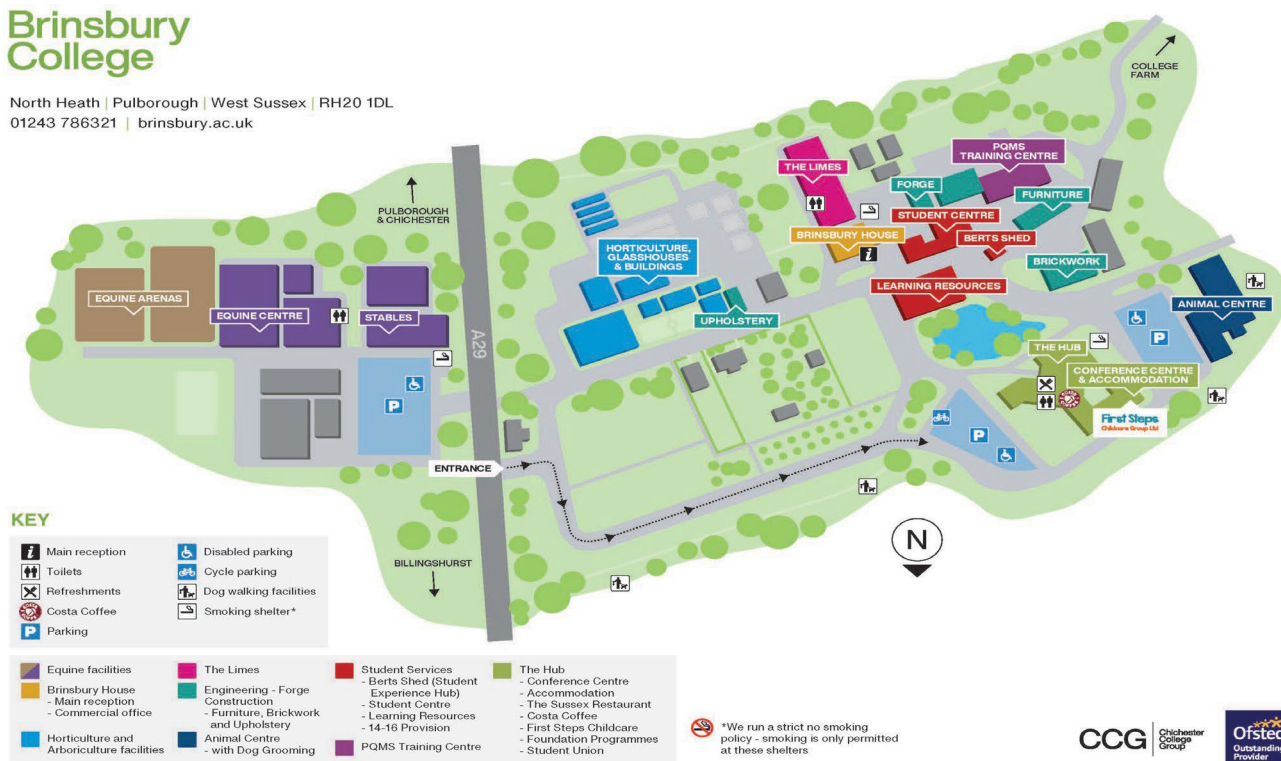 Brinsbury
College
North Heath | Pulborough | West Sussex | RH20 1DL
01243 786321 | brinsbury.ac.uk
COLLEGE
FARM
PULBOROUGH
& CHICHESTER
THE LIMES
PQMS
TRAINING CENTRE
FORGE
FURNITURE
STUDENT CENTRE
BRINSBURY HOUSE
BERTS SHED
i
BRICKWORK
HORTICULTURE,
GLASSHOUSES
& BUILDINGS
LEARNING RESOURCES
EQUINE ARENAS
EQUINE CENTRE
STABLES
UPHOLSTERY
ANIMAL CENTRE
A29
P
THE HUB
CONFERENCE CENTRE
& ACCOMMODATION
P
First Steps
Childcare Group Ltd
P
ENTRANCE
N
BILLINGSHURST
KEY
i Main reception
Toilets
Refreshments
Costa Coffee
P Parking
Disabled parking
Cycle parking
Dog walking facilities
Smoking shelter*
Equine facilities
Brinsbury House
- Main reception
- Commercial office
Horticulture and
Arboriculture facilities
The Limes
Engineering - Forge
Construction
- Furniture, Brickwork
and Upholstery
Animal Centre
- with Dog Grooming
Student Services
- Berts Shed (Student
Experience Hub)
- Student Centre
- Learning Resources
- 14-16 Provision
PQMS Training Centre
The Hub
- Conference Centre
- Accommodation
- The Sussex Restaurant
- Costa Coffee
- First Steps Childcare
- Foundation Programmes
- Student Union
*We run a strict no smoking
policy - smoking is only permitted
at these shelters
CCG
Chichester
College
Group
Ofsted
Outstanding
Provider